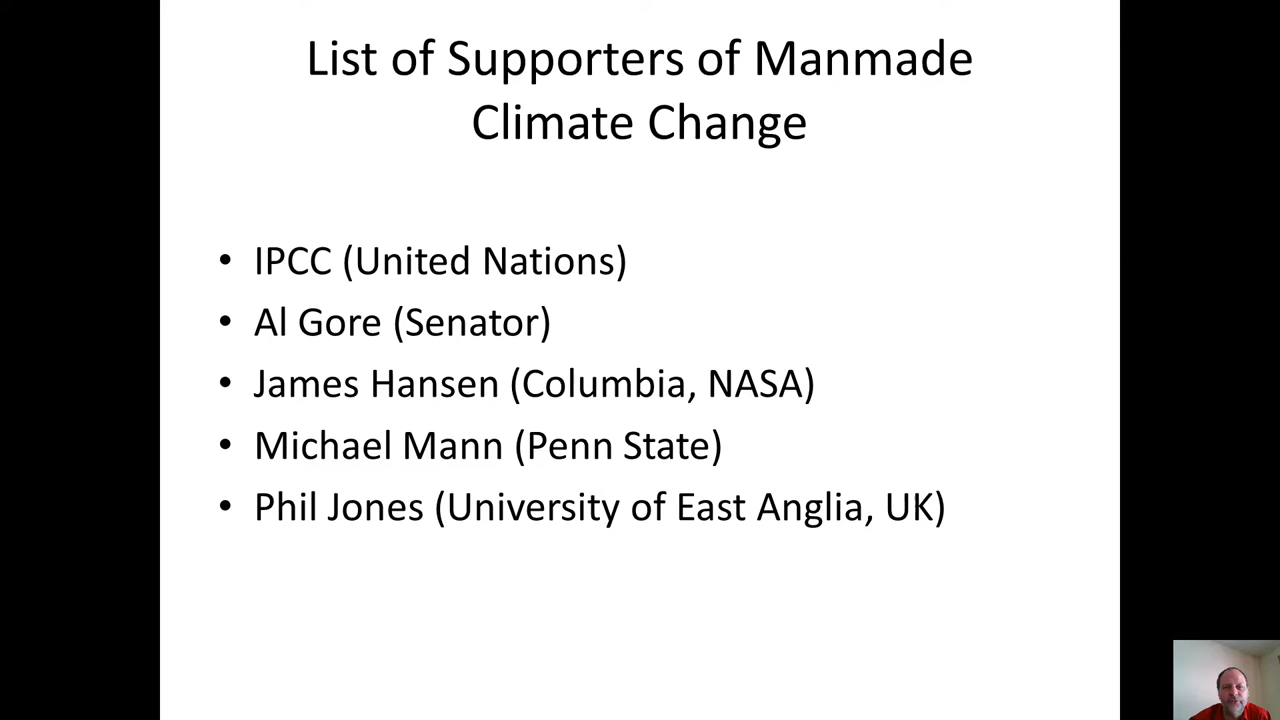 List of Supporters of Manmade
Climate Change
• IPCC (United Nations)
• Al Gore (Senator)
• James Hansen (Columbia, NASA)
• Michael Mann (Penn State)
• Phil Jones (University of East Anglia, UK)